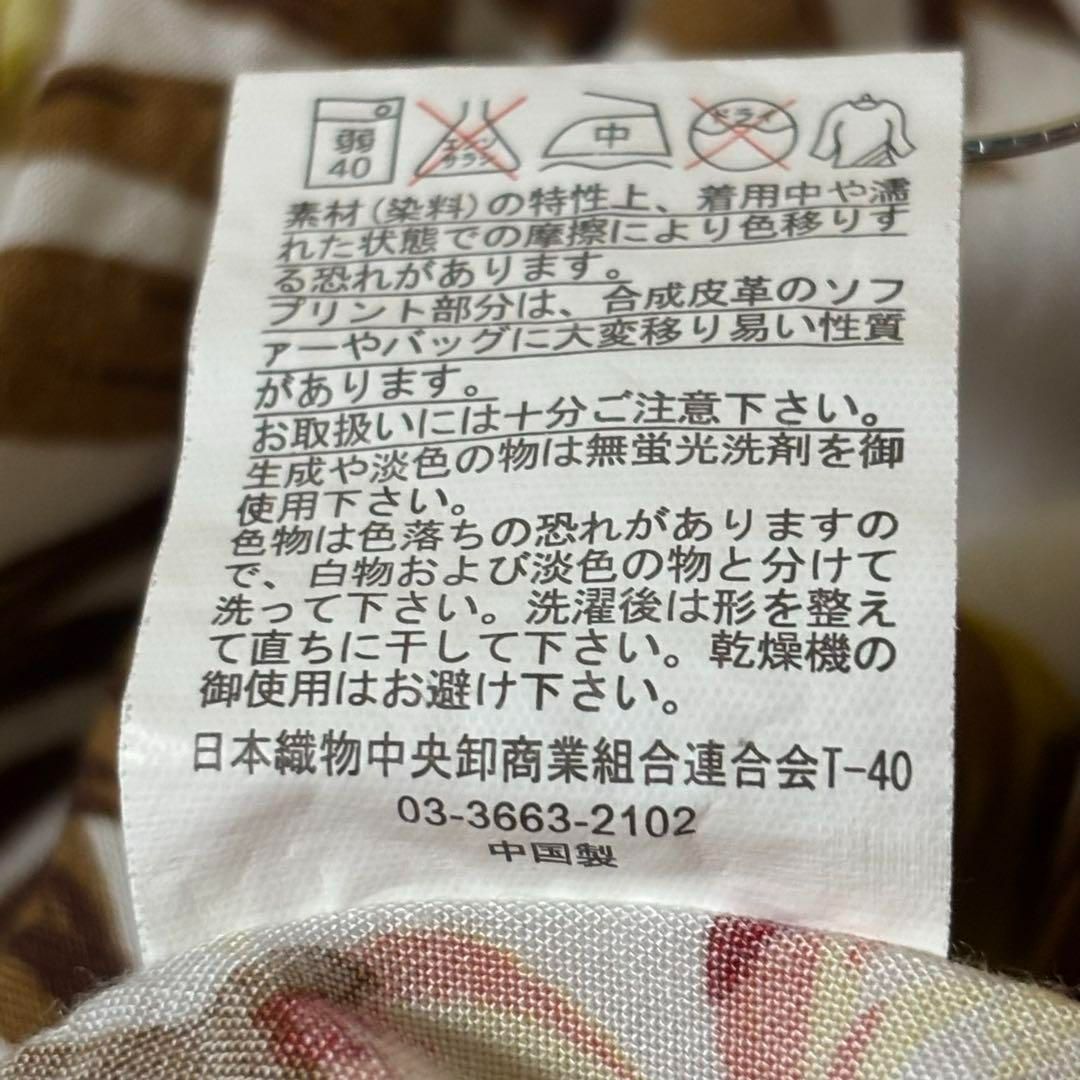 弱 エンソ 中 ドライ
40 サラシ
素材(染料)の特性上、着用中や濡
れた状態での摩擦により色移りす
る恐れがあります。
プリント部分は、合成皮革のソフ
ァーやバッグに大変移り易い性質
があります。
お取扱いには十分ご注意下さい。
生成や淡色の物は無蛍光洗剤を御
使用下さい。
色物は色落ちの恐れがありますの
で、白物および淡色の物と分けて
洗って下さい。洗濯後は形を整え
て直ちに干して下さい。乾燥機の
御使用はお避け下さい。
日本織物中央卸商業組合連合会T-40
03-3663-2102
中国製